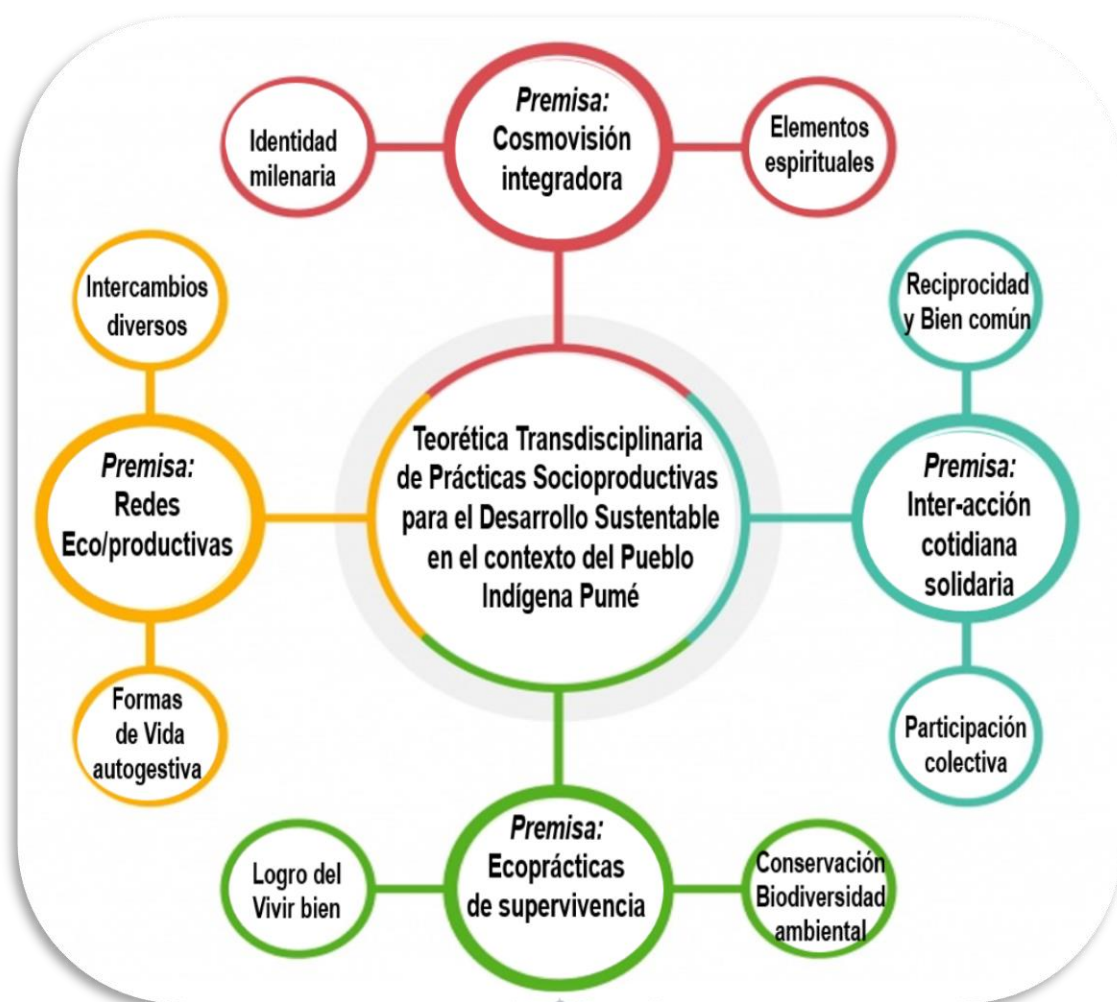 Premisa:
Cosmovisión
integradora
Identidad
milenaria
Elementos
espirituales
Intercambios
diversos
Reciprocidad
y Bien común
Premisa:
Redes
Eco/productivas
Teorética Transdisciplinaria
de Prácticas Socioproductivas
para el Desarrollo Sustentable
en el contexto del Pueblo
Indígena Pumé
Premisa:
Inter-acción
cotidiana
solidaria
Formas
de Vida
autogestiva
Participación
colectiva
Premisa:
Ecoprácticas
de supervivencia
Logro del
Vivir bien
Conservación
Biodiversidad
ambiental